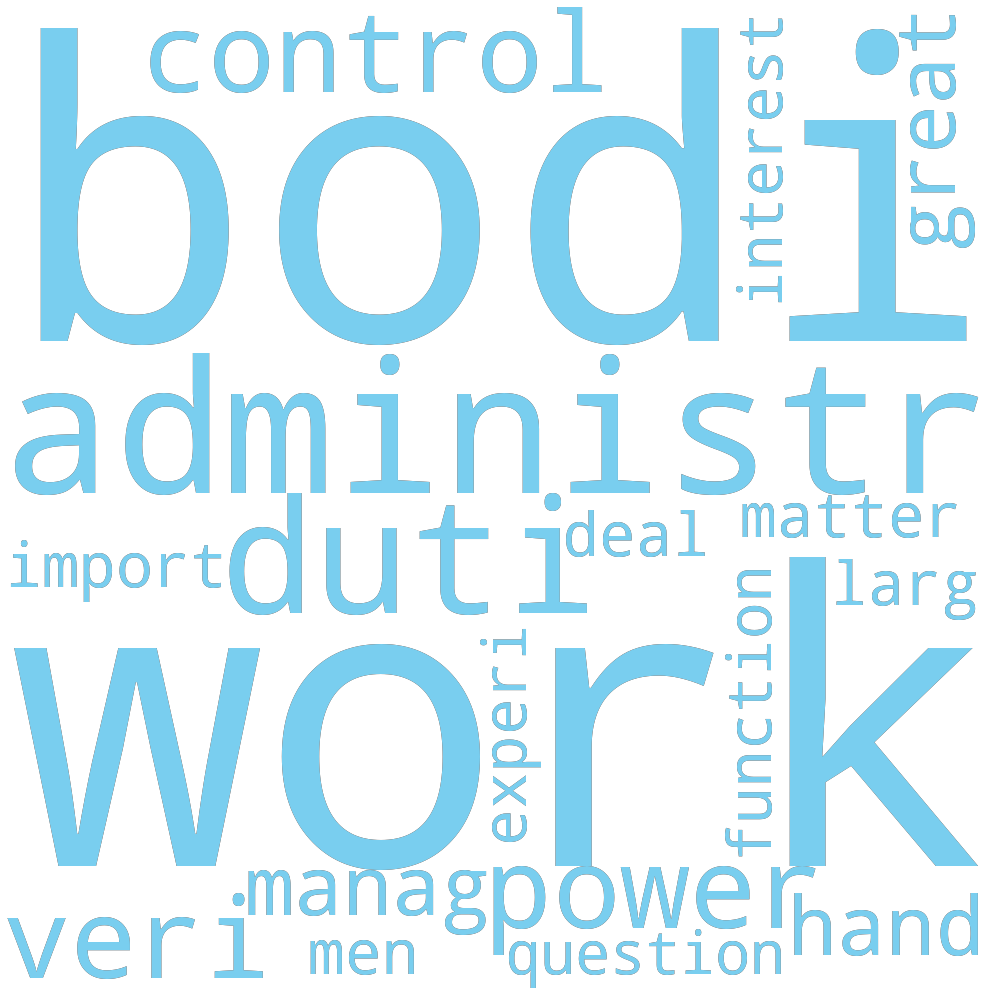 control
bodi
interest
great
administr
duti
deal
matter
import
larg
function
work
experi
manag
power
veri
hand
men
question